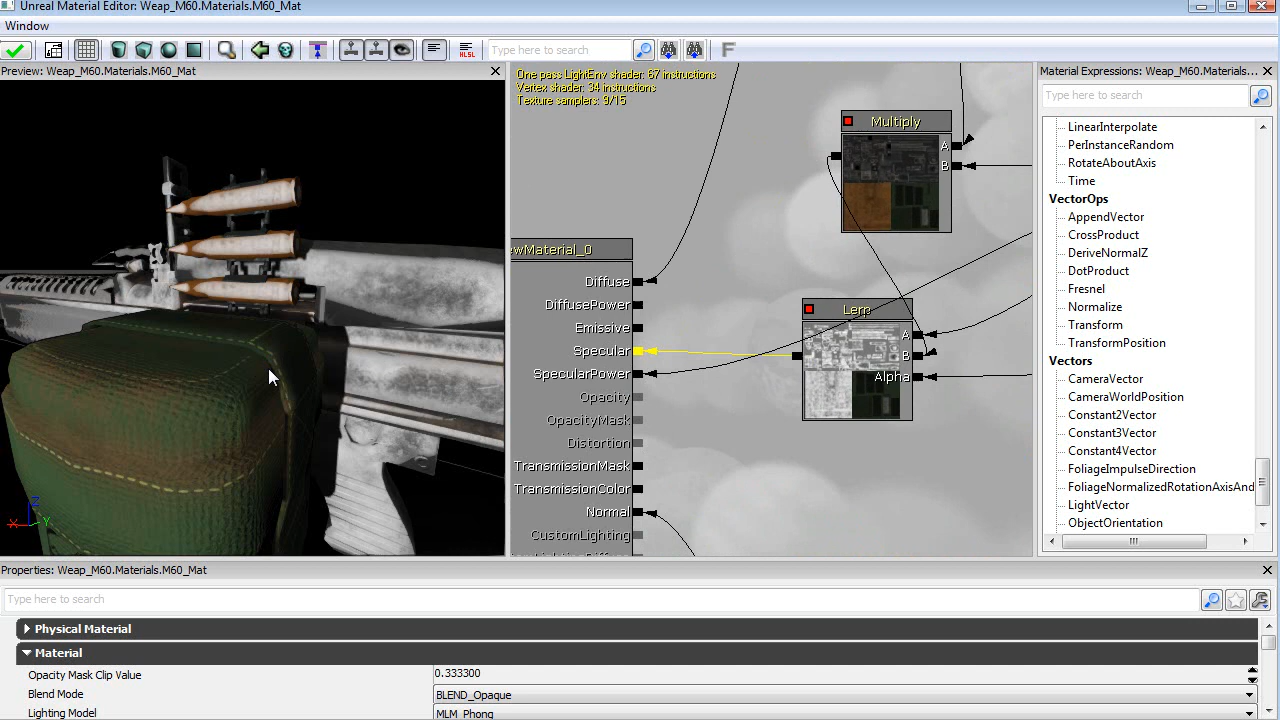 Unreal Material Editor: Weap_M60.Materials.M60_Mat
Window
HLSL
Type here to search
F
Preview: Weap_M60.Materials.M60_Mat
One pass LightEnv shader: 67 instructions
Vertex shader: 34 instructions
Texture samplers: 9/15
Multiply
A
B
ewMaterial_0
Diffuse
DiffusePower
Emissive
Specular
SpecularPower
Opacity
OpacityMask
Distortion
TransmissionMask
TransmissionColor
Normal
CustomLighting
Lerp
A
B
Alpha
X
Y
Z
Material Expressions: Weap_M60.Materials...
Type here to search
LinearInterpolate
PerInstanceRandom
RotateAboutAxis
Time
VectorOps
AppendVector
CrossProduct
DeriveNormalZ
DotProduct
Fresnel
Normalize
Transform
TransformPosition
Vectors
CameraVector
CameraWorldPosition
Constant2Vector
Constant3Vector
Constant4Vector
FoliageImpulseDirection
FoliageNormalizedRotationAxisAnd
LightVector
ObjectOrientation
Properties: Weap_M60.Materials.M60_Mat
Type here to search
Physical Material
Material
Opacity Mask Clip Value 0.333300
Blend Mode BLEND_Opaque
Lighting Model MLM_Phong